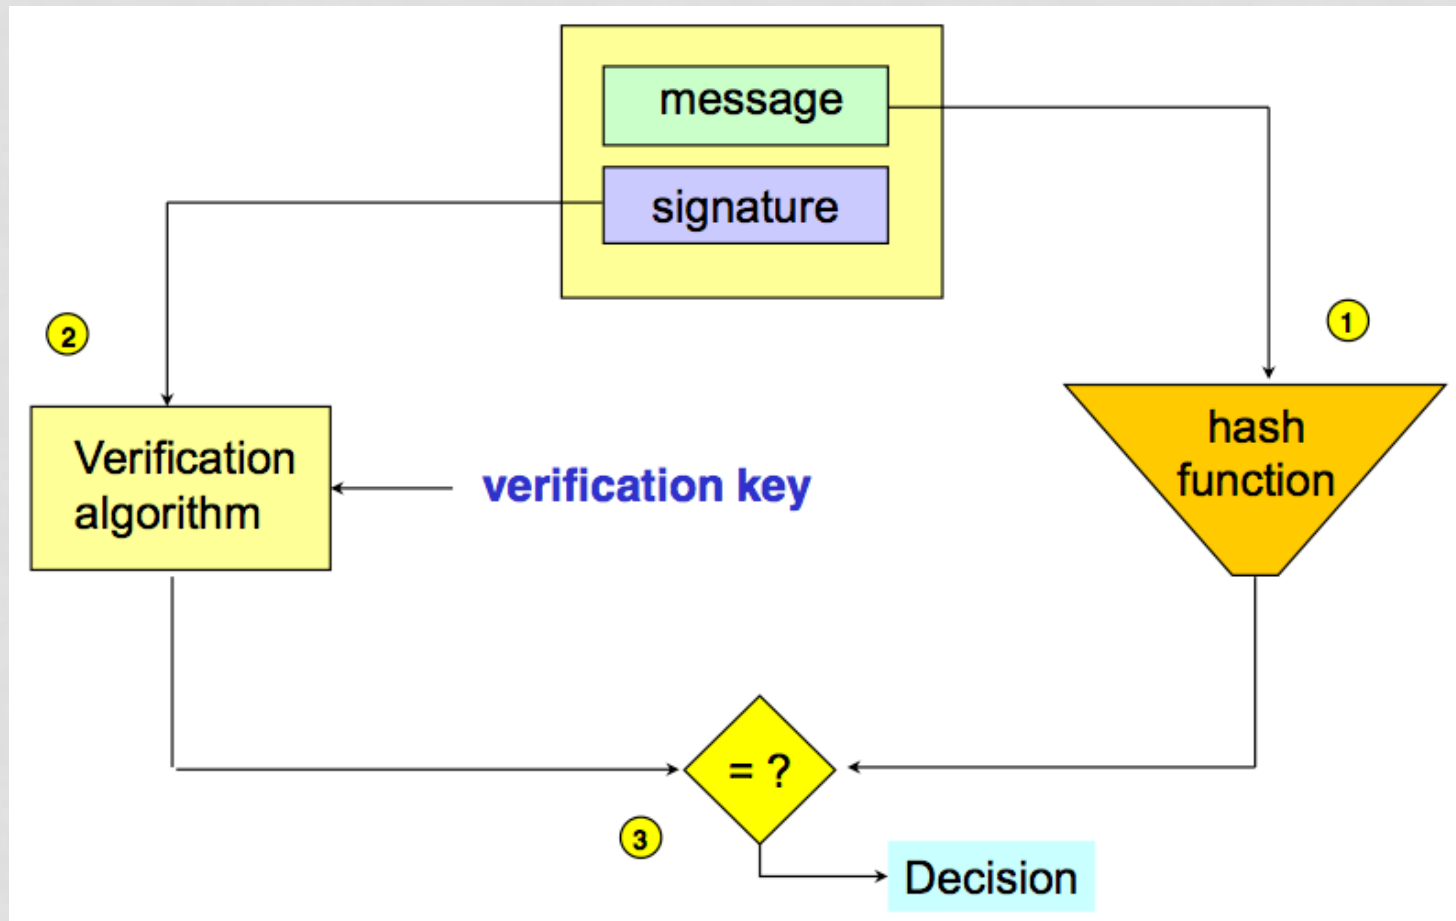 message
signature
2
1
Verification
algorithm
verification key
hash
function
= ?
3
Decision